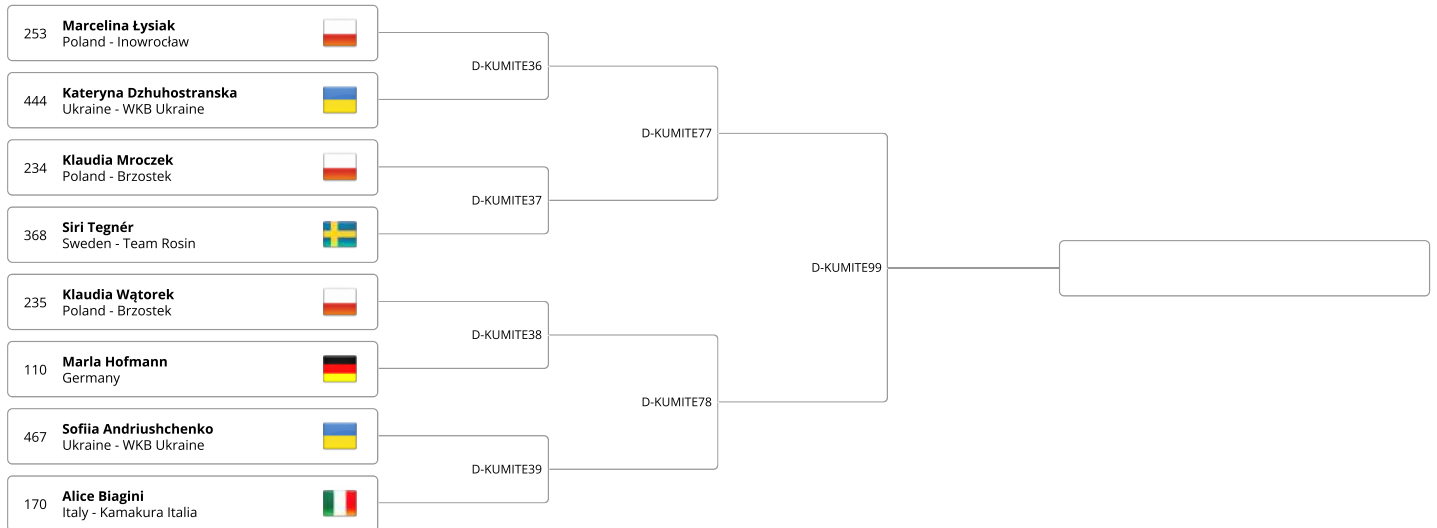 253
Marcelina Łysiak
Poland - Inowrocław
D-KUMITE36
444
Kateryna Dzhuhostranska
Ukraine - WKB Ukraine
D-KUMITE77
234
Klaudia Mroczek
Poland - Brzostek
D-KUMITE37
368
Siri Tegnér
Sweden - Team Rosin
D-KUMITE99
235
Klaudia Wątorek
Poland - Brzostek
D-KUMITE38
110
Marla Hofmann
Germany
D-KUMITE78
467
Sofiia Andriushchenko
Ukraine - WKB Ukraine
D-KUMITE39
170
Alice Biagini
Italy - Kamakura Italia